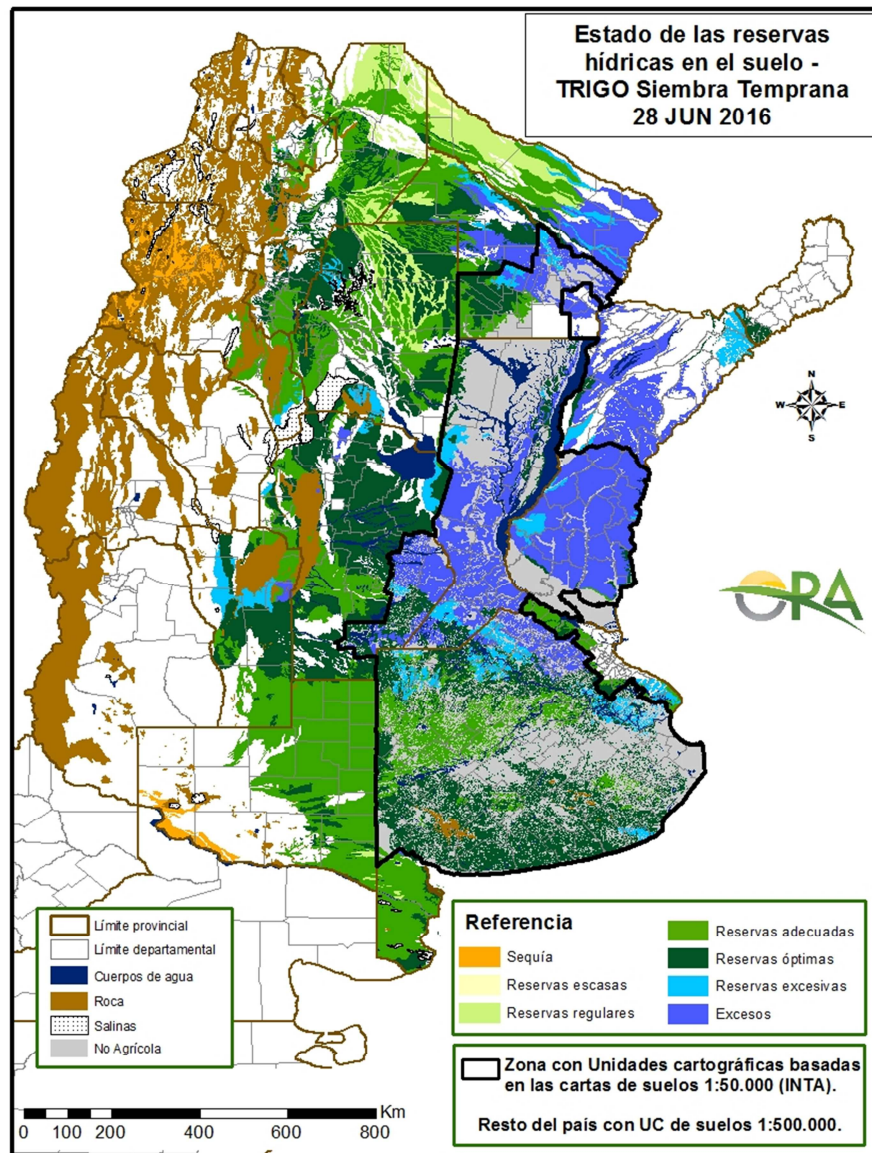 Estado de las reservas
hídricas en el suelo -
TRIGO Siembra Temprana
28 JUN 2016
N
W
E
S
ORA
Límite provincial
Límite departamental
Cuerpos de agua
Roca
Salinas
No Agrícola
Referencia
Sequía
Reservas escasas
Reservas regulares
Reservas adecuadas
Reservas óptimas
Reservas excesivas
Excesos
Zona con Unidades cartográficas basadas
en las cartas de suelos 1:50.000 (INTA).
Resto del país con UC de suelos 1:500.000.
Km
0 100 200 400 600 800